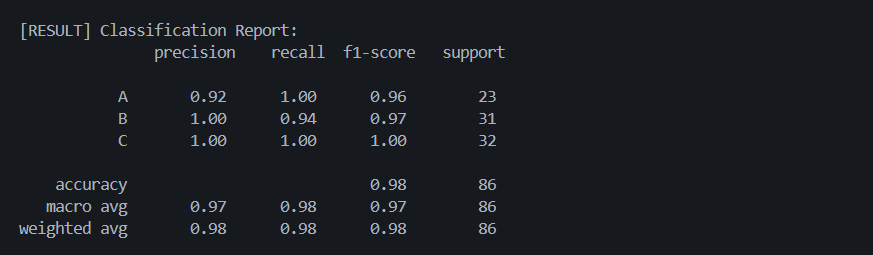 [RESULT] Classification Report:
precision recall f1-score support
A 0.92 1.00 0.96 23
B 1.00 0.94 0.97 31
C 1.00 1.00 1.00 32
accuracy 0.98 86
macro avg 0.97 0.98 0.97 86
weighted avg 0.98 0.98 0.98 86